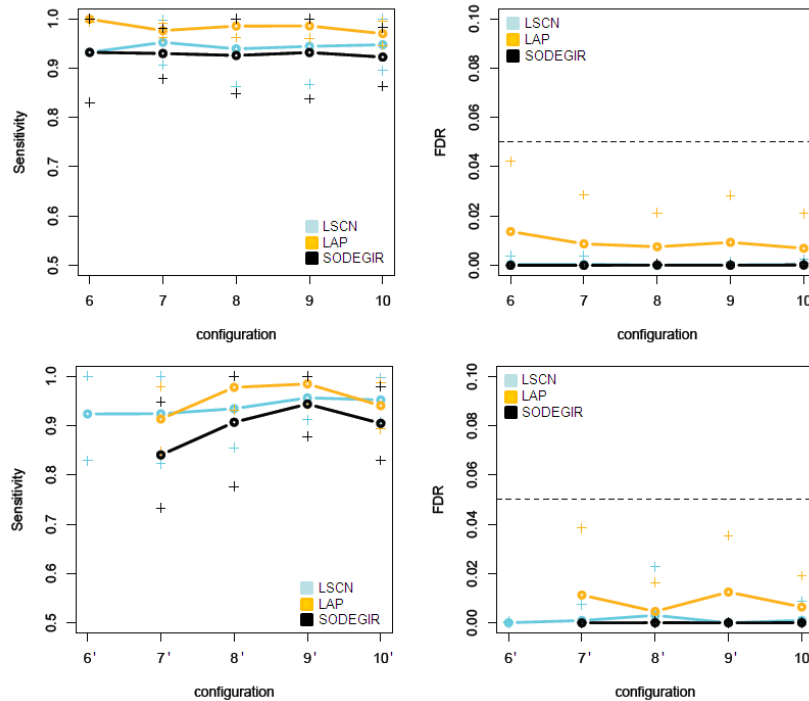 Sensitivity
1.0
0.9
0.8
0.7
0.6
0.5
LSCN
LAP
SODEGIR
6 7 8 9 10
configuration
FDR
0.10
0.08
0.06
0.04
0.02
0.00
LSCN
LAP
SODEGIR
6 7 8 9 10
configuration
Sensitivity
1.0
0.9
0.8
0.7
0.6
0.5
LSCN
LAP
SODEGIR
6' 7' 8' 9' 10'
configuration
FDR
0.10
0.08
0.06
0.04
0.02
0.00
LSCN
LAP
SODEGIR
6' 7' 8' 9' 10'
configuration